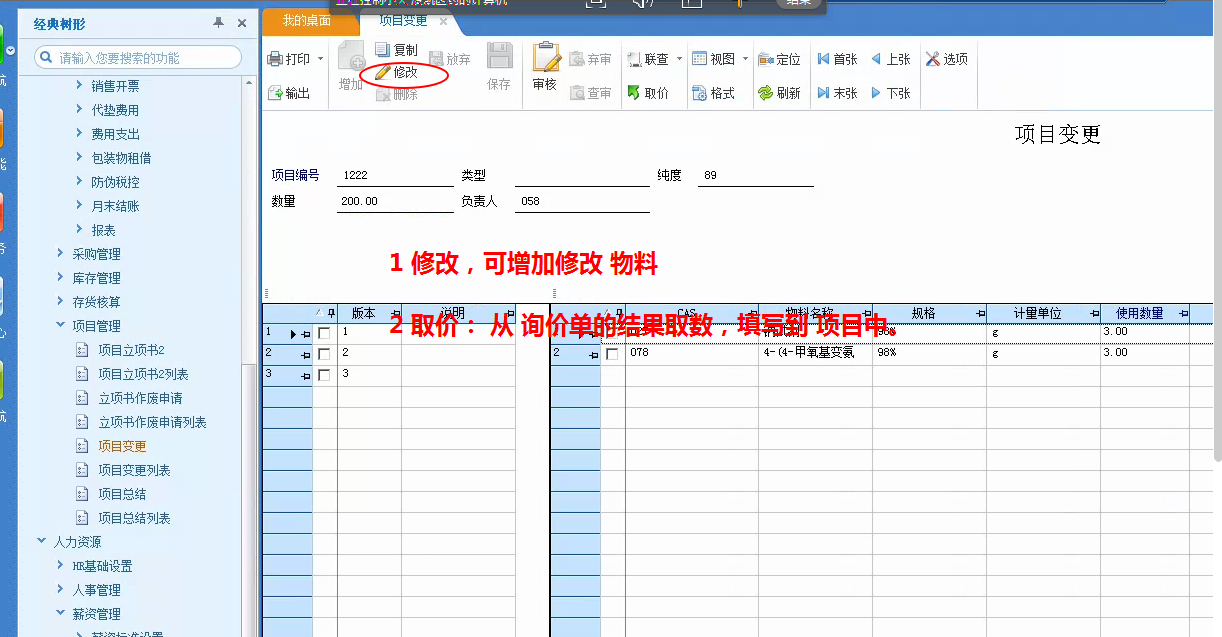 经典树形
请输入您要搜索的功能
销售开票
代垫费用
费用支出
包装物租借
防伪税控
月末结账
报表
采购管理
库存管理
存货核算
项目管理
项目立项书2
项目立项书2列表
立项书作废申请
立项书作废申请列表
项目变更
项目变更列表
项目总结
项目总结列表
人力资源
HR基础设置
人事管理
薪资管理
薪资标准设置
我的桌面 项目变更
结束
打印 增加 复制 放弃 保存 审核 弃审 联查 视图 定位 首张 上张 选项
修改
输出 删除 查审 取价 格式 刷新 末张 下张
项目变更
项目编号 1222 类型 纯度 89
数量 200.00 负责人 058
1 修改，可增加修改 物料
版本 说明 CAS 物料名称 规格 计量单位 使用数量
2 取价： 从 询价单的结果取数，填写到 项目中。
1 1 98% g 3.00
2 2 2 078 4-(4-甲氧基变氨 98% g 3.00
3 3